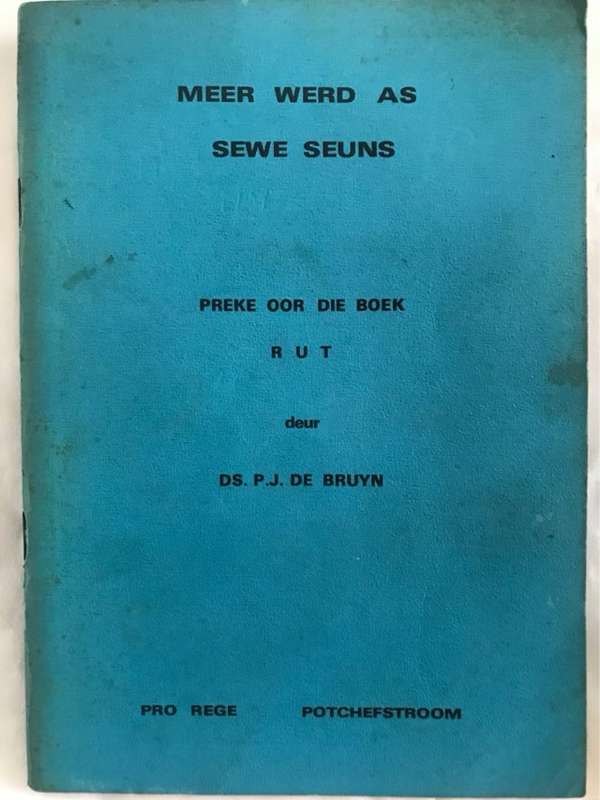 MEER WERD AS
SEWE SEUNS
PREKE OOR DIE BOEK
R U T
deur
DS. P.J. DE BRUYN
PRO REGE POTCHEFSTROOM